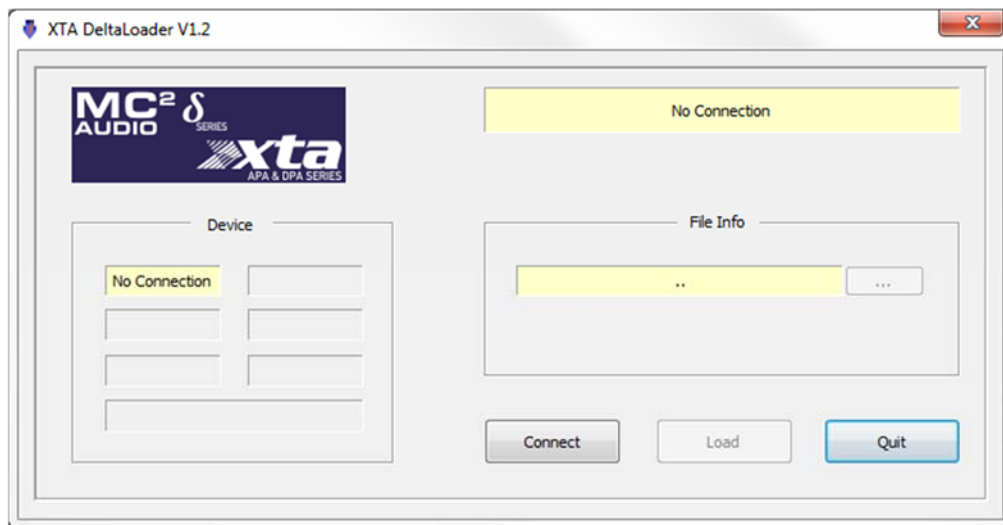 XTA DeltaLoader V1.2
MC² δ
AUDIO SERIES
xta
APA & DPA SERIES
No Connection
Device
No Connection
File Info
..
...
Connect
Load
Quit